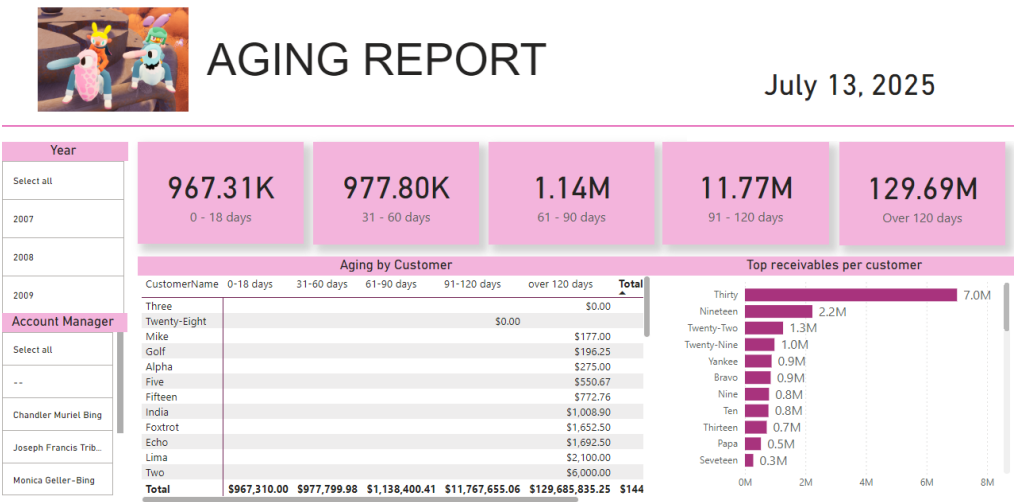 AGING REPORT
July 13, 2025
Year
Select all
2007
2008
2009
Account Manager
Select all
--
Chandler Muriel Bing
Joseph Francis Trib...
Monica Geller-Bing
967.31K
0 - 18 days
977.80K
31 - 60 days
1.14M
61 - 90 days
11.77M
91 - 120 days
129.69M
Over 120 days
Aging by Customer
CustomerName 0-18 days 31-60 days 61-90 days 91-120 days over 120 days Total
Three $0.00
Twenty-Eight $0.00
Mike $177.00
Golf $196.25
Alpha $275.00
Five $550.67
Fifteen $772.76
India $1,008.90
Foxtrot $1,652.50
Echo $1,692.50
Lima $2,100.00
Two $6,000.00
Total $967,310.00 $977,799.98 $1,138,400.41 $11,767,655.06 $129,685,835.25 $144
Top receivables per customer
Thirty 7.0M
Nineteen 2.2M
Twenty-Two 1.3M
Twenty-Nine 1.0M
Yankee 0.9M
Bravo 0.9M
Nine 0.8M
Ten 0.8M
Thirteen 0.7M
Papa 0.5M
Seveteen 0.3M
0M 2M 4M 6M 8M